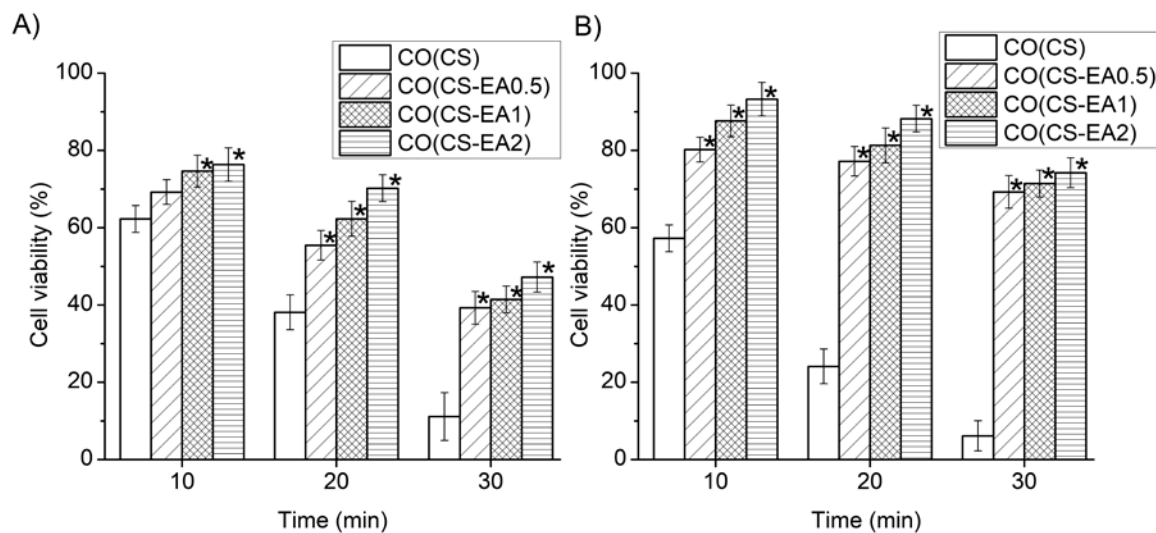 A)
CO(CS)
CO(CS-EA0.5)
CO(CS-EA1)
CO(CS-EA2)
Cell viability (%)
100
80
60
40
20
0
*
*
*
*
*
*
*
*
10
20
30
Time (min)
B)
CO(CS)
CO(CS-EA0.5)
CO(CS-EA1)
CO(CS-EA2)
Cell viability (%)
100
80
60
40
20
0
*
*
*
*
*
*
*
*
*
10
20
30
Time (min)